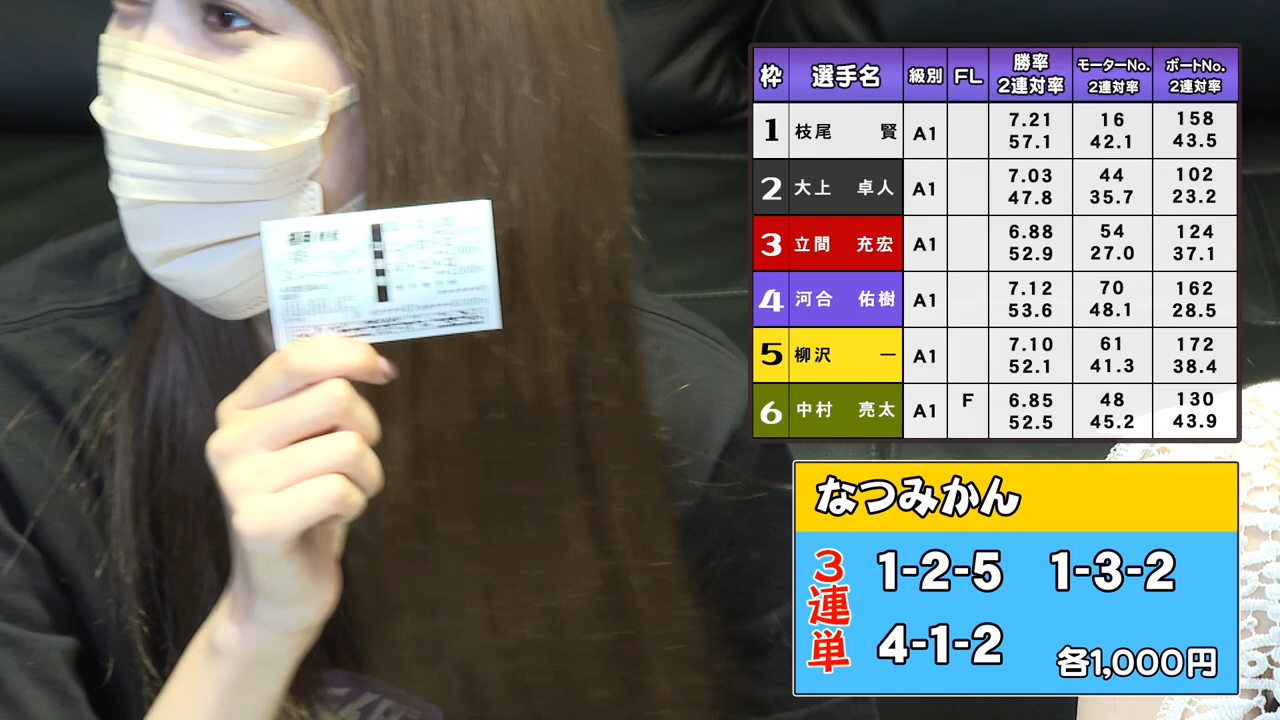 枠 選手名 級別 FL 勝率 2連対率 モーターNo. 2連対率 ボートNo. 2連対率
1 枝尾 賢 A1 7.21 57.1 16 42.1 158 43.5
2 大上 卓人 A1 7.03 47.8 44 35.7 102 23.2
3 立間 充宏 A1 6.88 52.9 54 27.0 124 37.1
4 河合 佑樹 A1 7.12 53.6 70 48.1 162 28.5
5 柳沢 一 A1 7.10 52.1 61 41.3 172 38.4
6 中村 亮太 A1 F 6.85 52.5 48 45.2 130 43.9
なつみかん
3連単
1-2-5 1-3-2
4-1-2
各1,000円